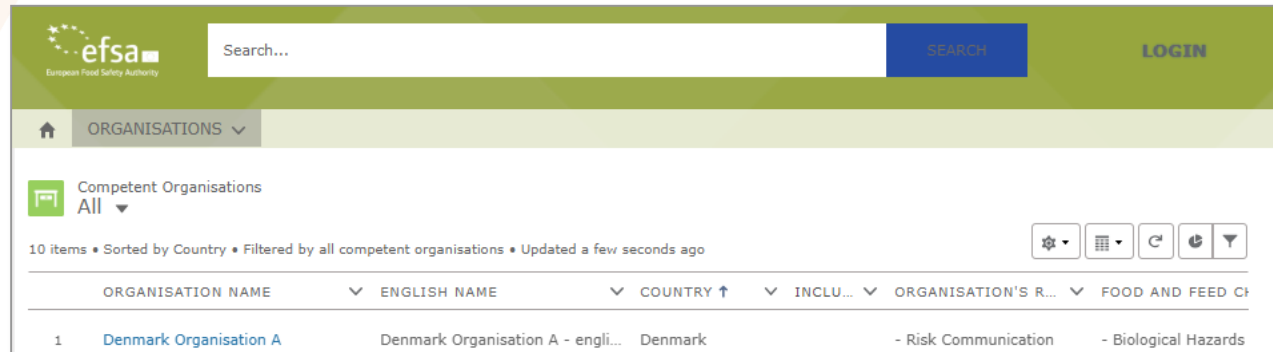 efsa
European Food Safety Authority
Search...
SEARCH
LOGIN
ORGANISATIONS
Competent Organisations
All
10 items • Sorted by Country • Filtered by all competent organisations • Updated a few seconds ago
ORGANISATION NAME ENGLISH NAME COUNTRY ↑ INCLU... ORGANISATION'S R... FOOD AND FEED CH
1 Denmark Organisation A Denmark Organisation A - engli... Denmark - Risk Communication - Biological Hazards